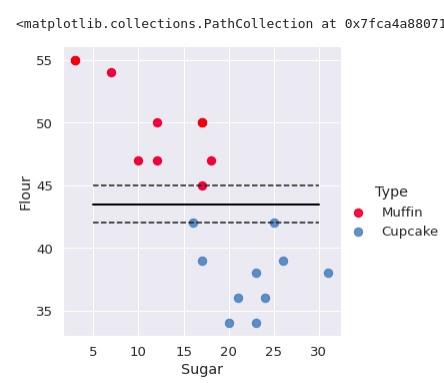 <matplotlib.collections.PathCollection at 0x7fca4a88071
55
50
45
40
35
Flour
5 10 15 20 25 30
Sugar
Type
Muffin
Cupcake